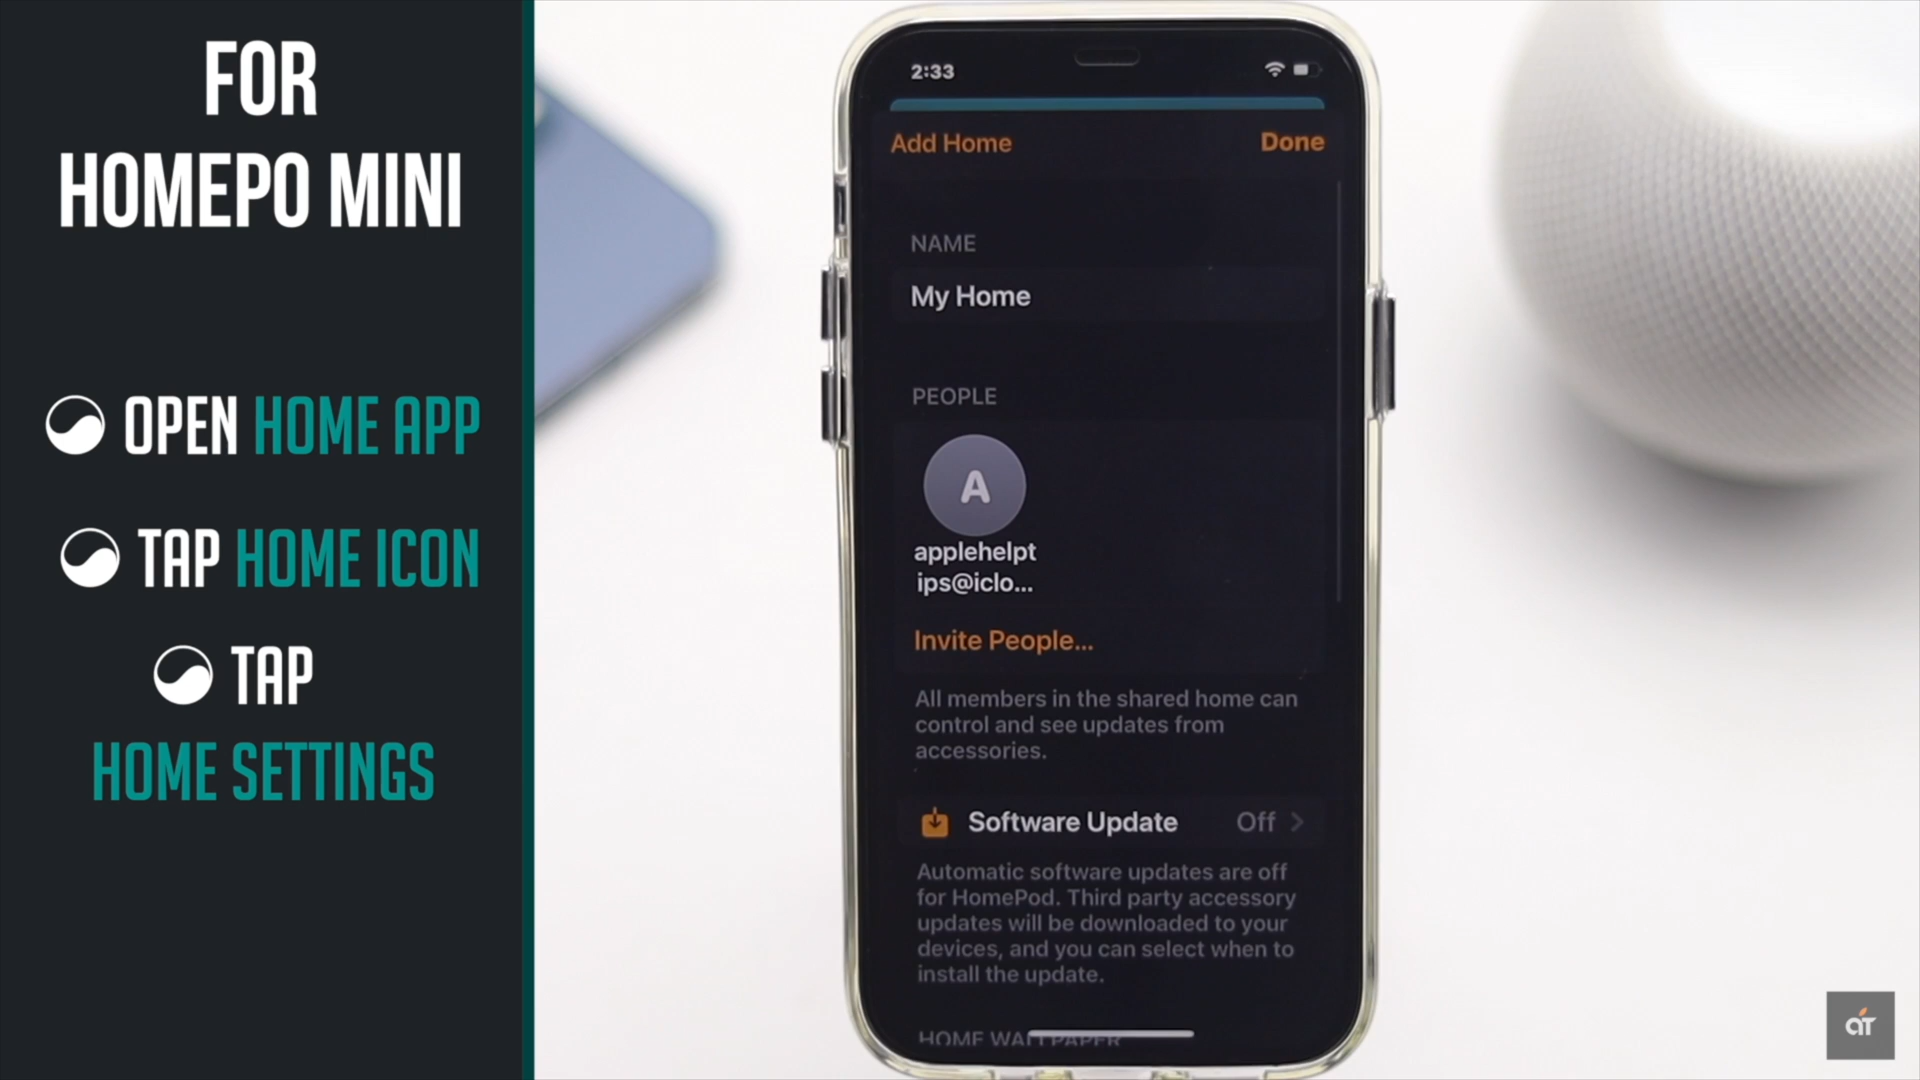 FOR
HOMEPO MINI
OPEN HOME APP
TAP HOME ICON
TAP
HOME SETTINGS
2:33
Add Home
Done
NAME
My Home
PEOPLE
A
applehelpt
ips@iclo...
Invite People...
All members in the shared home can
control and see updates from
accessories.
Software Update
Off
Automatic software updates are off
for HomePod. Third party accessory
updates will be downloaded to your
devices, and you can select when to
install the update.
HOME WALLPAPER
aT